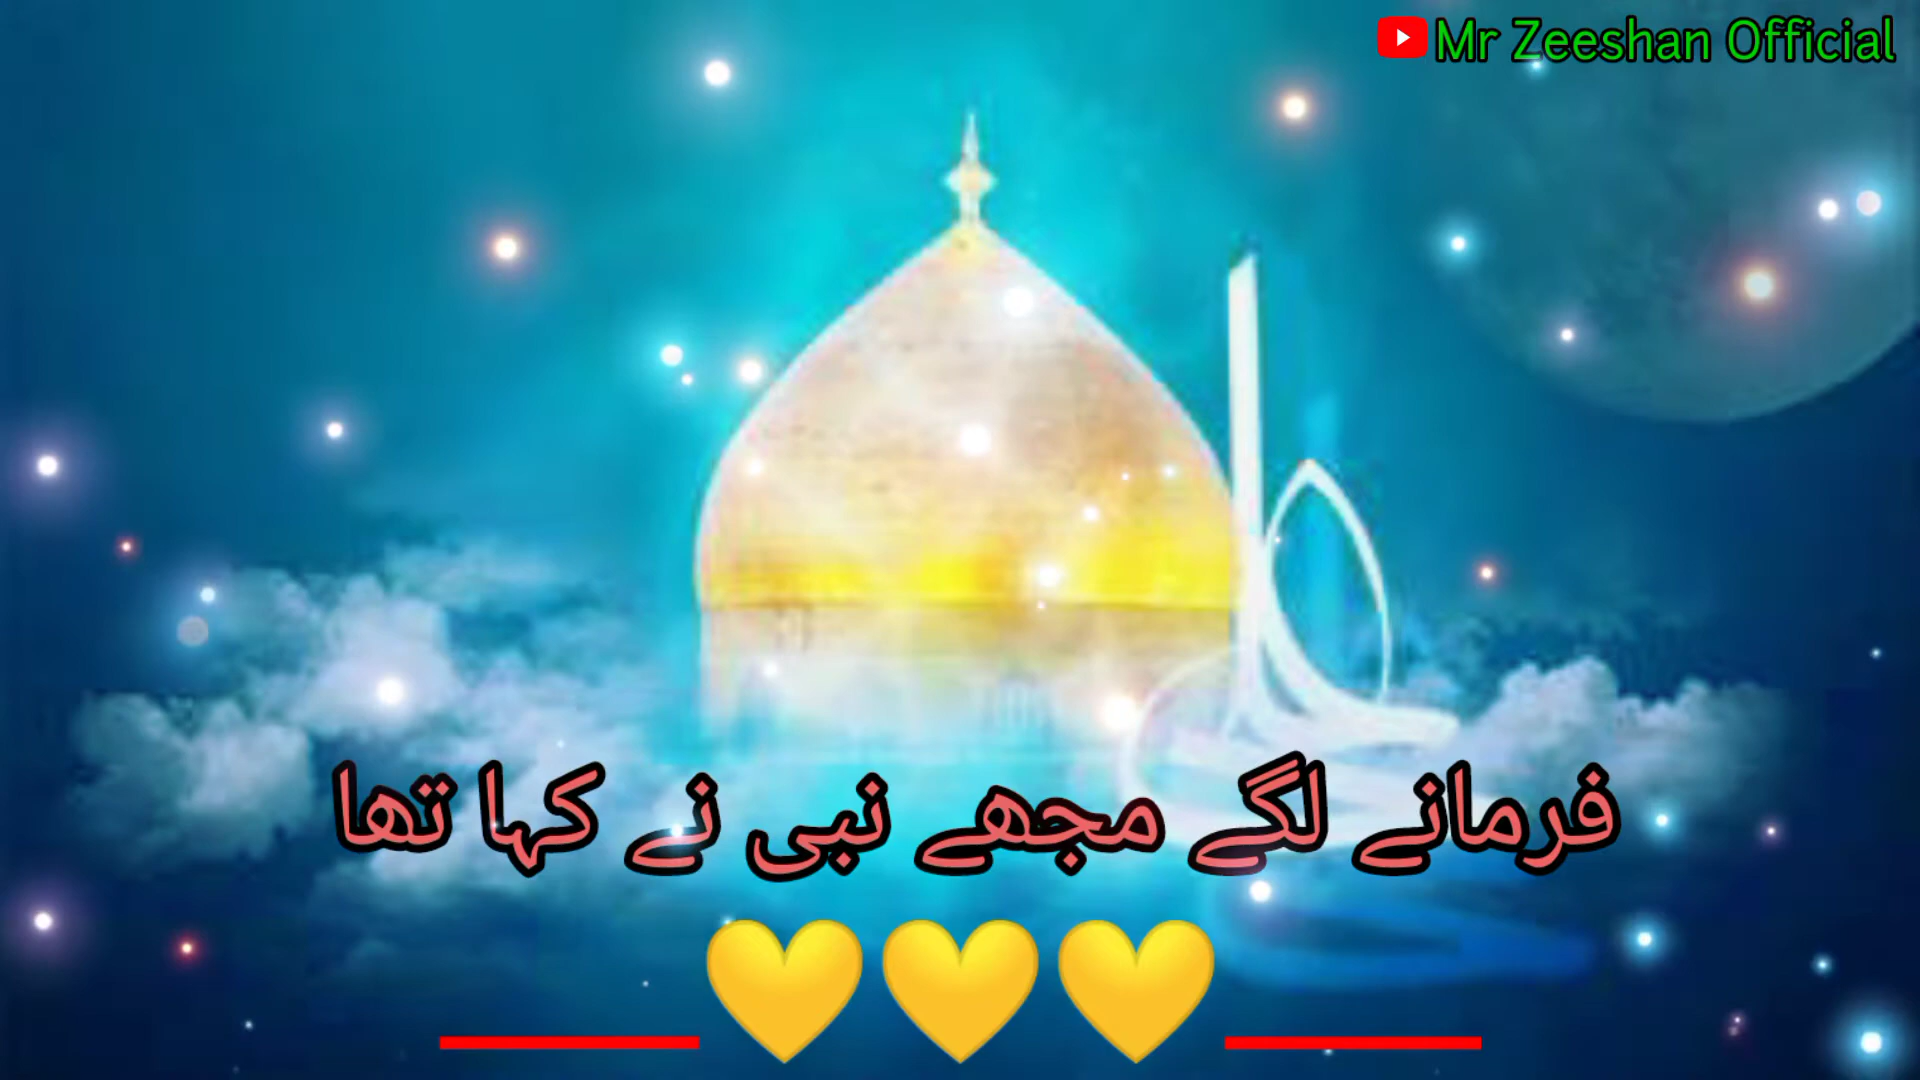 Mr Zeeshan Official
فرمانے لگے مجھے نبی نے کہا تھا